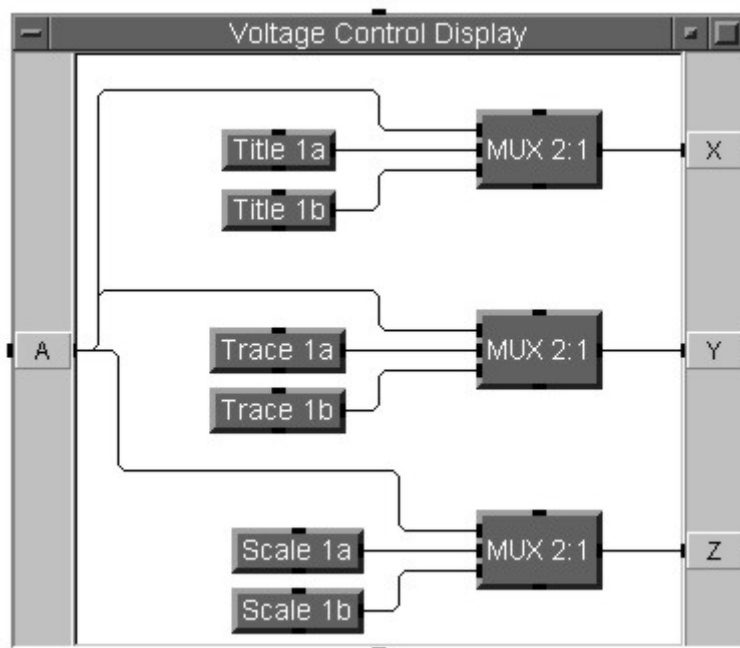 Voltage Control Display
Title 1a
MUX 2:1
X
Title 1b
A
Trace 1a
MUX 2:1
Y
Trace 1b
Scale 1a
MUX 2:1
Z
Scale 1b